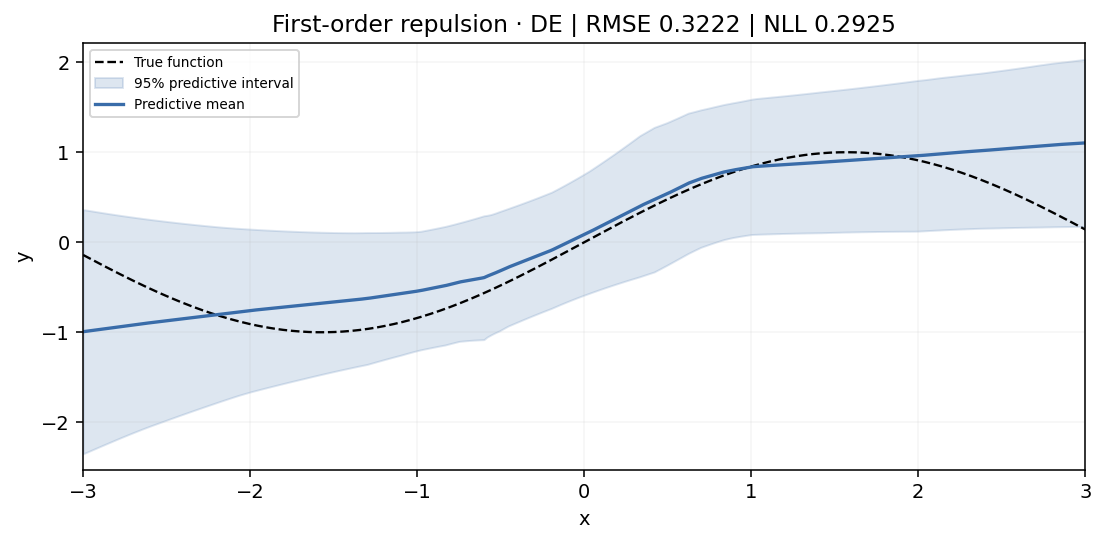 First-order repulsion · DE | RMSE 0.3222 | NLL 0.2925
True function
95% predictive interval
Predictive mean
2
1
0
−1
−2
y
−3
−2
−1
0
1
2
3
x